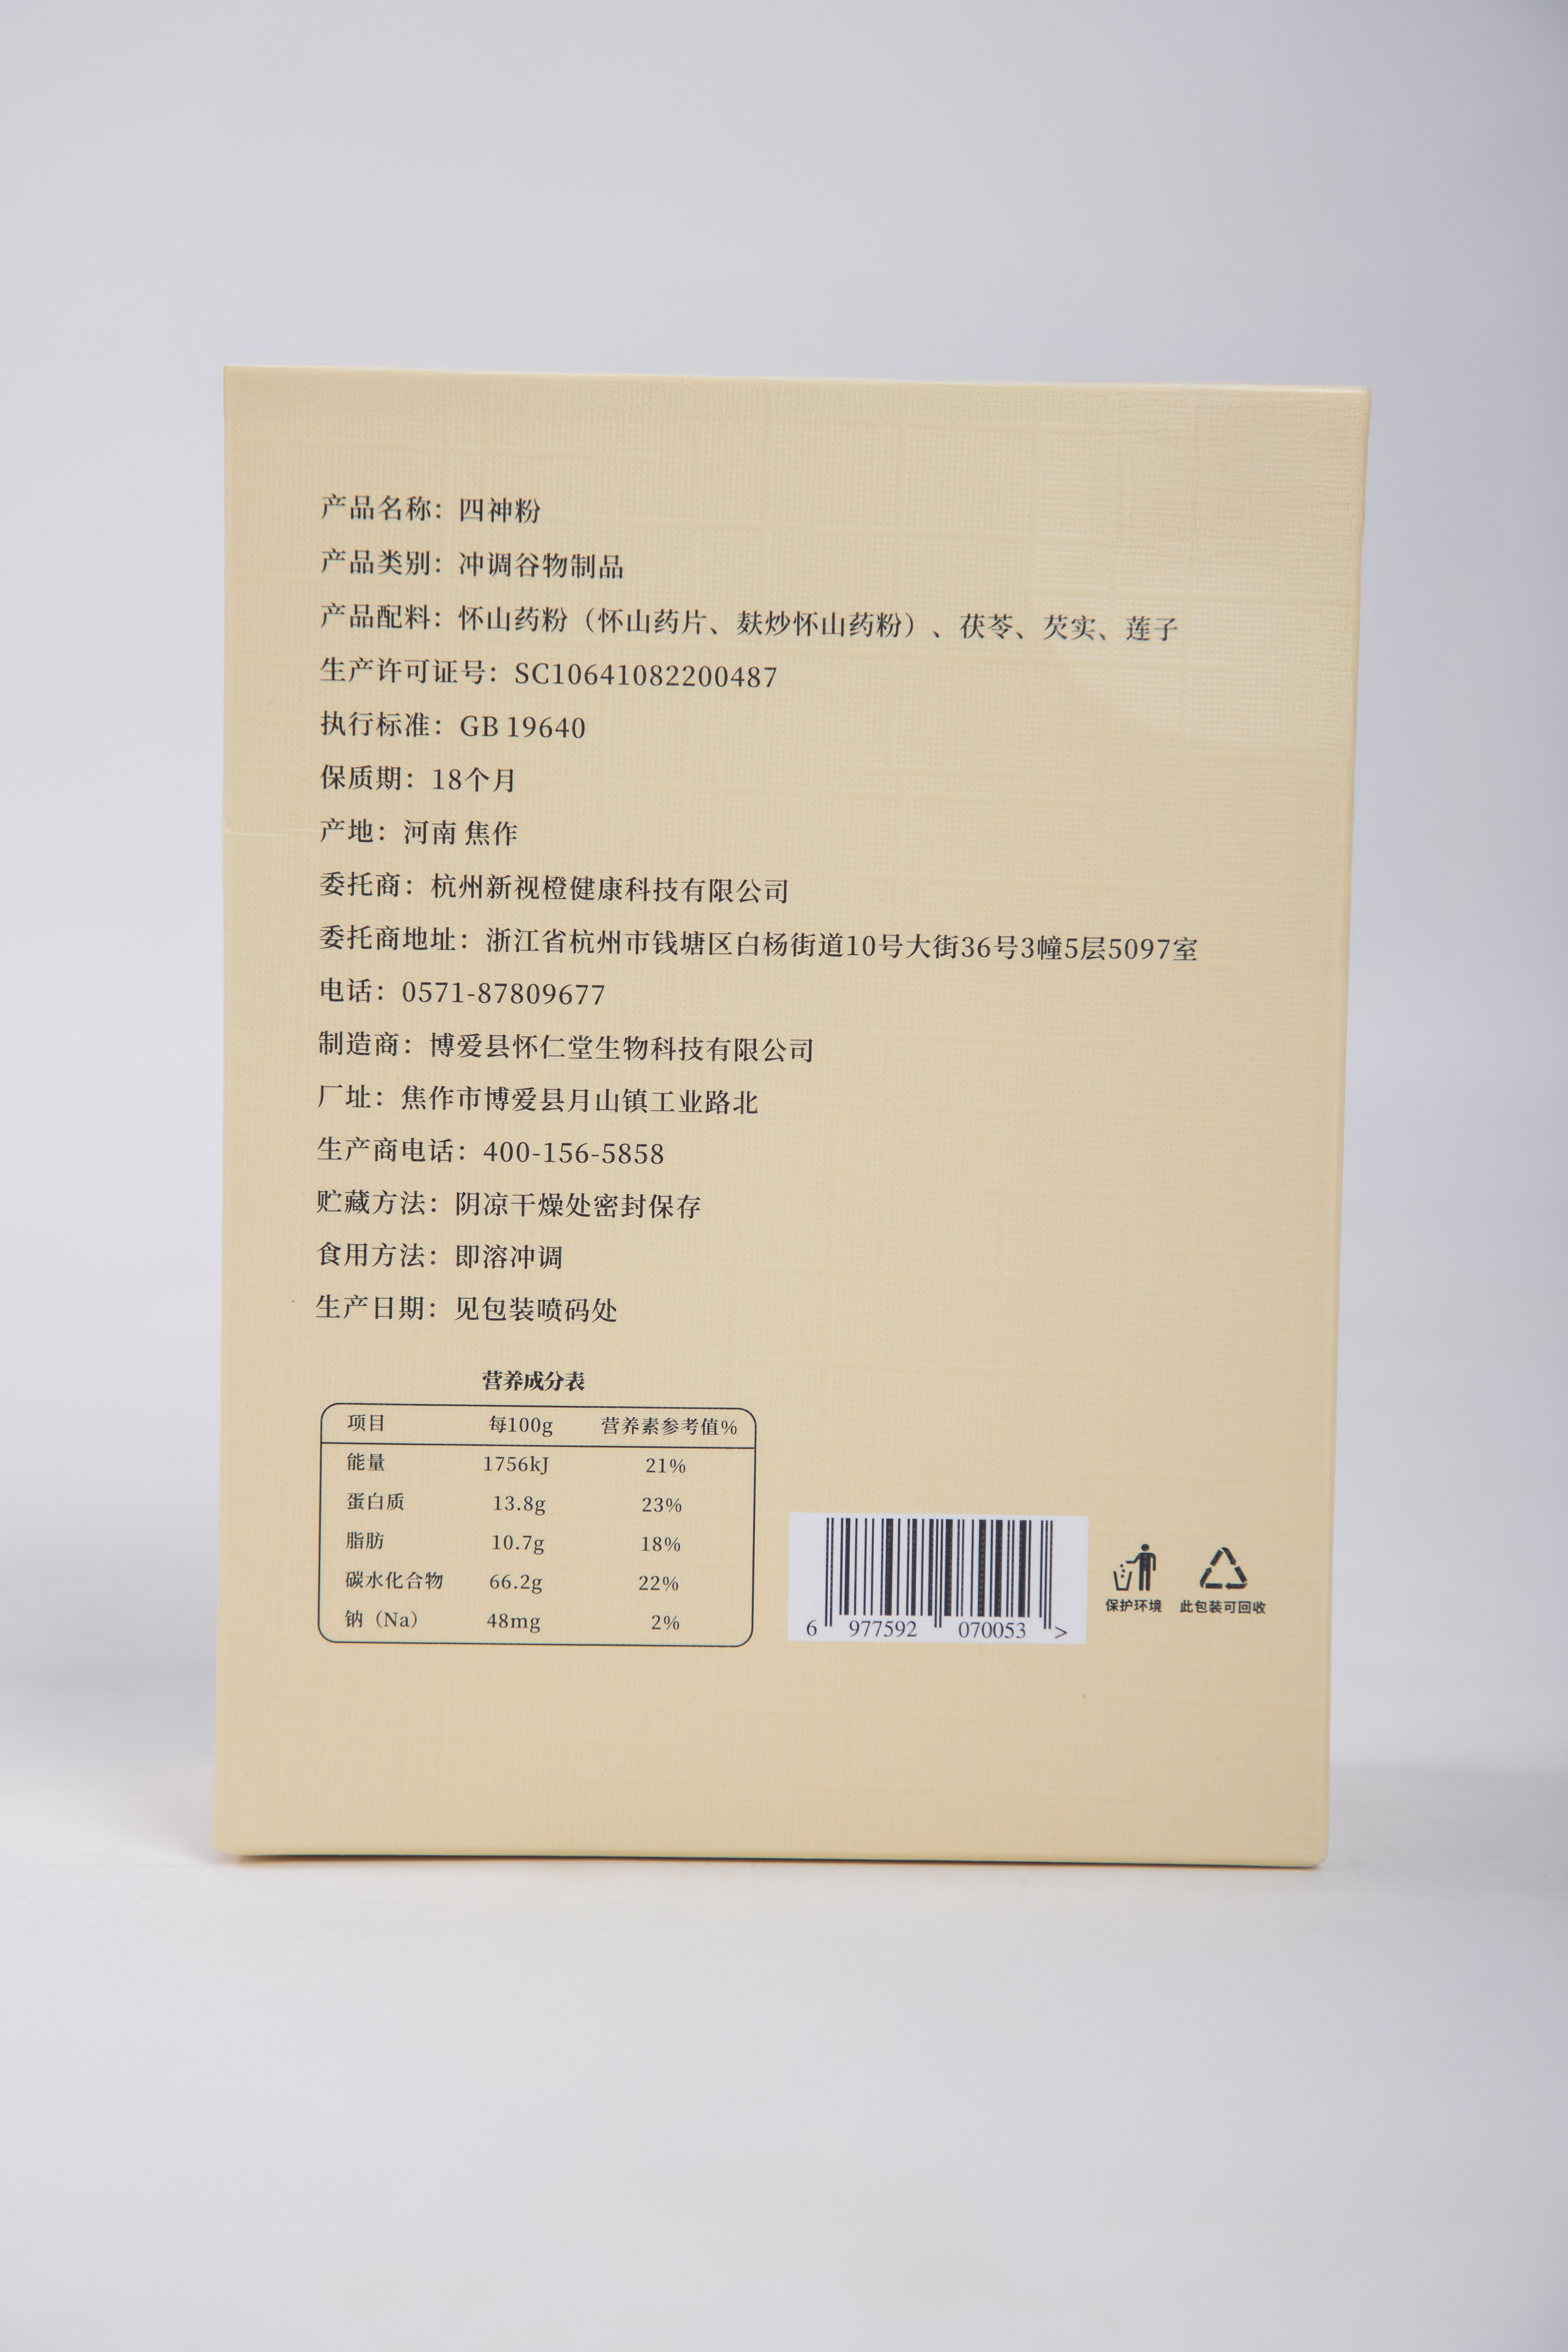 产品名称：四神粉
产品类别：冲调谷物制品
产品配料：怀山药粉（怀山药片、麸炒怀山药粉）、茯苓、芡实、莲子
生产许可证号：SC10641082200487
执行标准：GB 19640
保质期：18个月
产地：河南 焦作
委托商：杭州新视橙健康科技有限公司
委托商地址：浙江省杭州市钱塘区白杨街道10号大街36号3幢5层5097室
电话：0571-87809677
制造商：博爱县怀仁堂生物科技有限公司
厂址：焦作市博爱县月山镇工业路北
生产商电话：400-156-5858
贮藏方法：阴凉干燥处密封保存
食用方法：即溶冲调
生产日期：见包装喷码处
营养成分表
项目 每100g 营养素参考值%
能量 1756kJ 21%
蛋白质 13.8g 23%
脂肪 10.7g 18%
碳水化合物 66.2g 22%
钠（Na） 48mg 2%
6 977592 070053 >
保护环境 此包装可回收